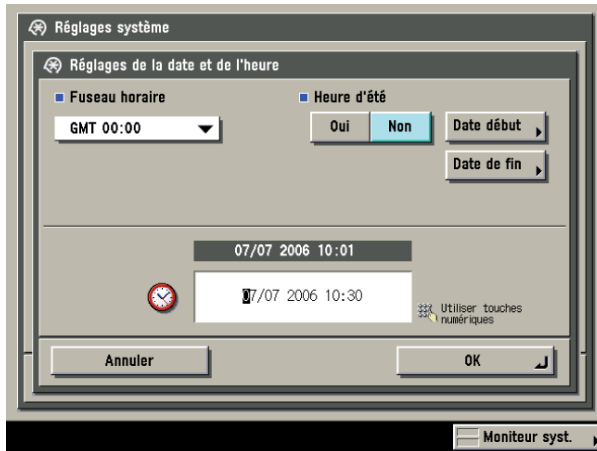 Réglages système
Réglages de la date et de l'heure
Fuseau horaire
Heure d'été
GMT 00:00
Oui
Non
Date début
Date de fin
07/07 2006 10:01
07/07 2006 10:30
Utiliser touches
numériques
Annuler
OK
Moniteur syst.